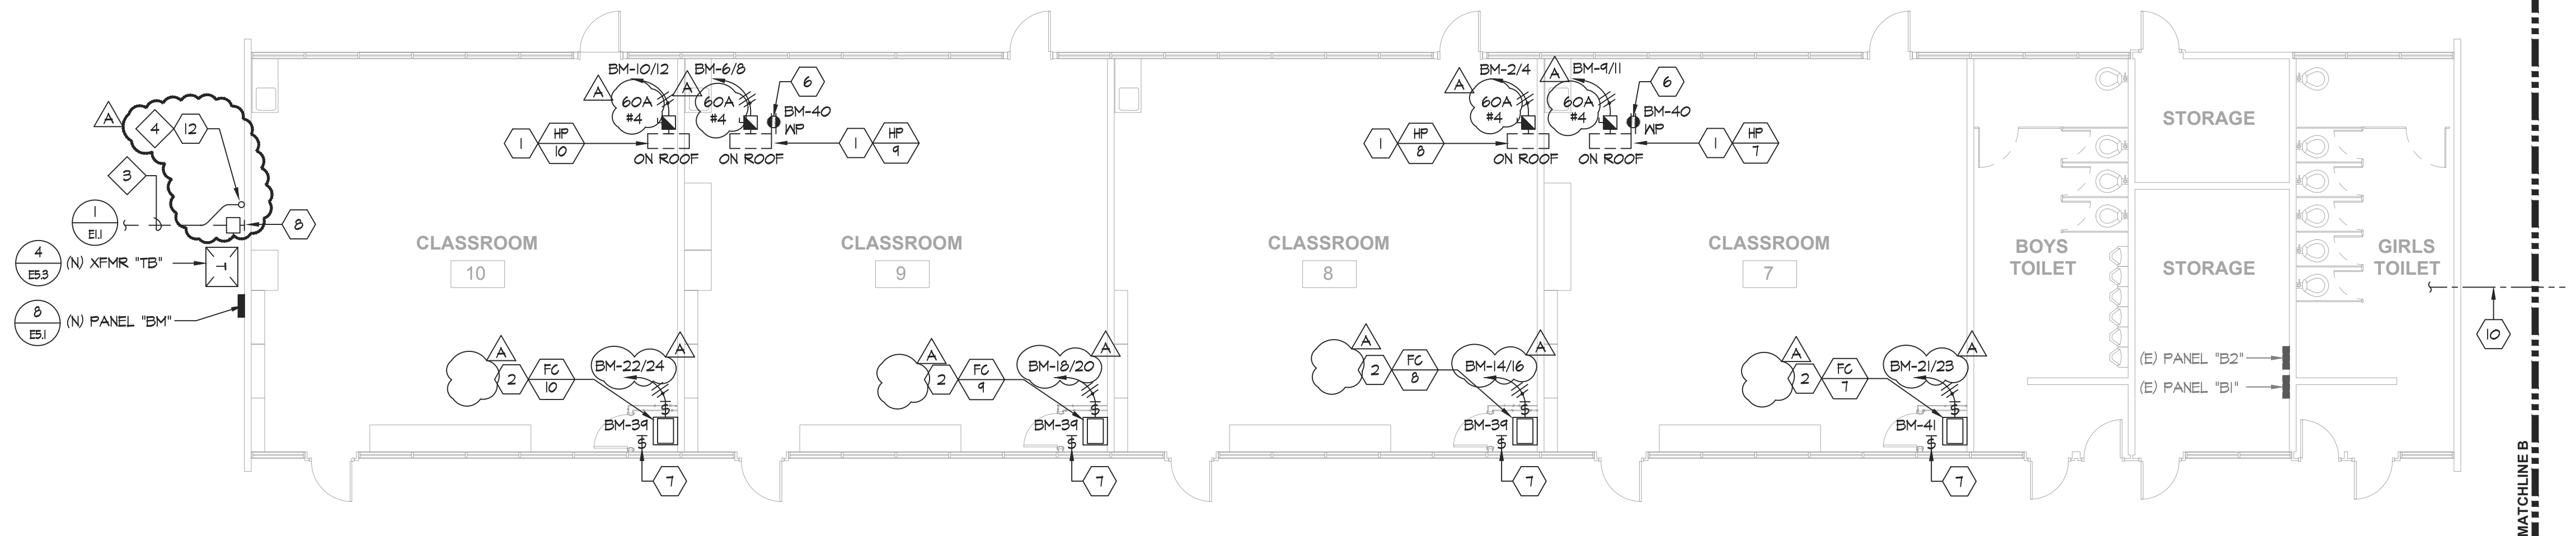 BM-10/12
A
60A
#4
A
BM-6/8
60A
#4
6
BM-40
WP
1
HP
10
ON ROOF
ON ROOF
1
HP
9
BM-2/4
A
60A
#4
A
BM-9/11
60A
#4
6
BM-40
WP
1
HP
8
ON ROOF
ON ROOF
1
HP
7
A
4
12
3
1
E1.1
8
4
E5.3
(N) XFMR "TB"
T
8
E5.1
(N) PANEL "BM"
CLASSROOM
10
CLASSROOM
9
CLASSROOM
8
CLASSROOM
7
BOYS
TOILET
STORAGE
STORAGE
GIRLS
TOILET
(E) PANEL "B2"
(E) PANEL "B1"
10
A
2
FC
10
BM-22/24
A
$
BM-39
$
7
A
2
FC
9
BM-18/20
A
$
BM-39
$
7
A
2
FC
8
BM-14/16
A
$
BM-39
$
7
A
2
FC
7
BM-21/23
A
$
BM-41
$
7
MATCHLINE B